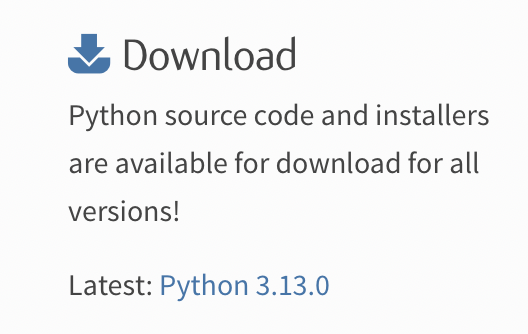 Download
Python source code and installers
are available for download for all
versions!
Latest: Python 3.13.0